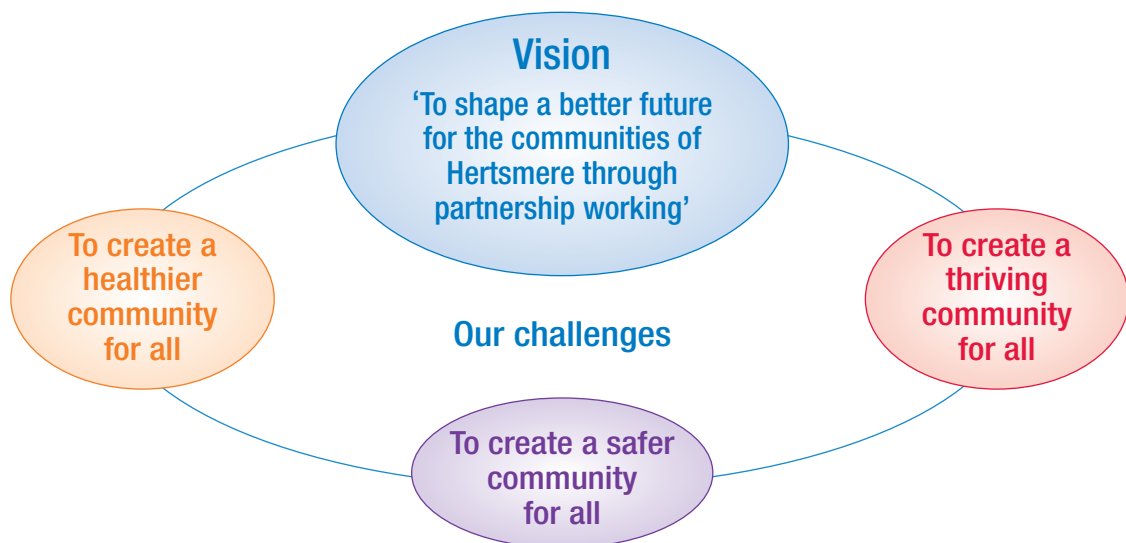 Vision
‘To shape a better future
for the communities of
Hertsmere through
partnership working’
To create a
healthier
community
for all
Our challenges
To create a
thriving
community
for all
To create a safer
community
for all